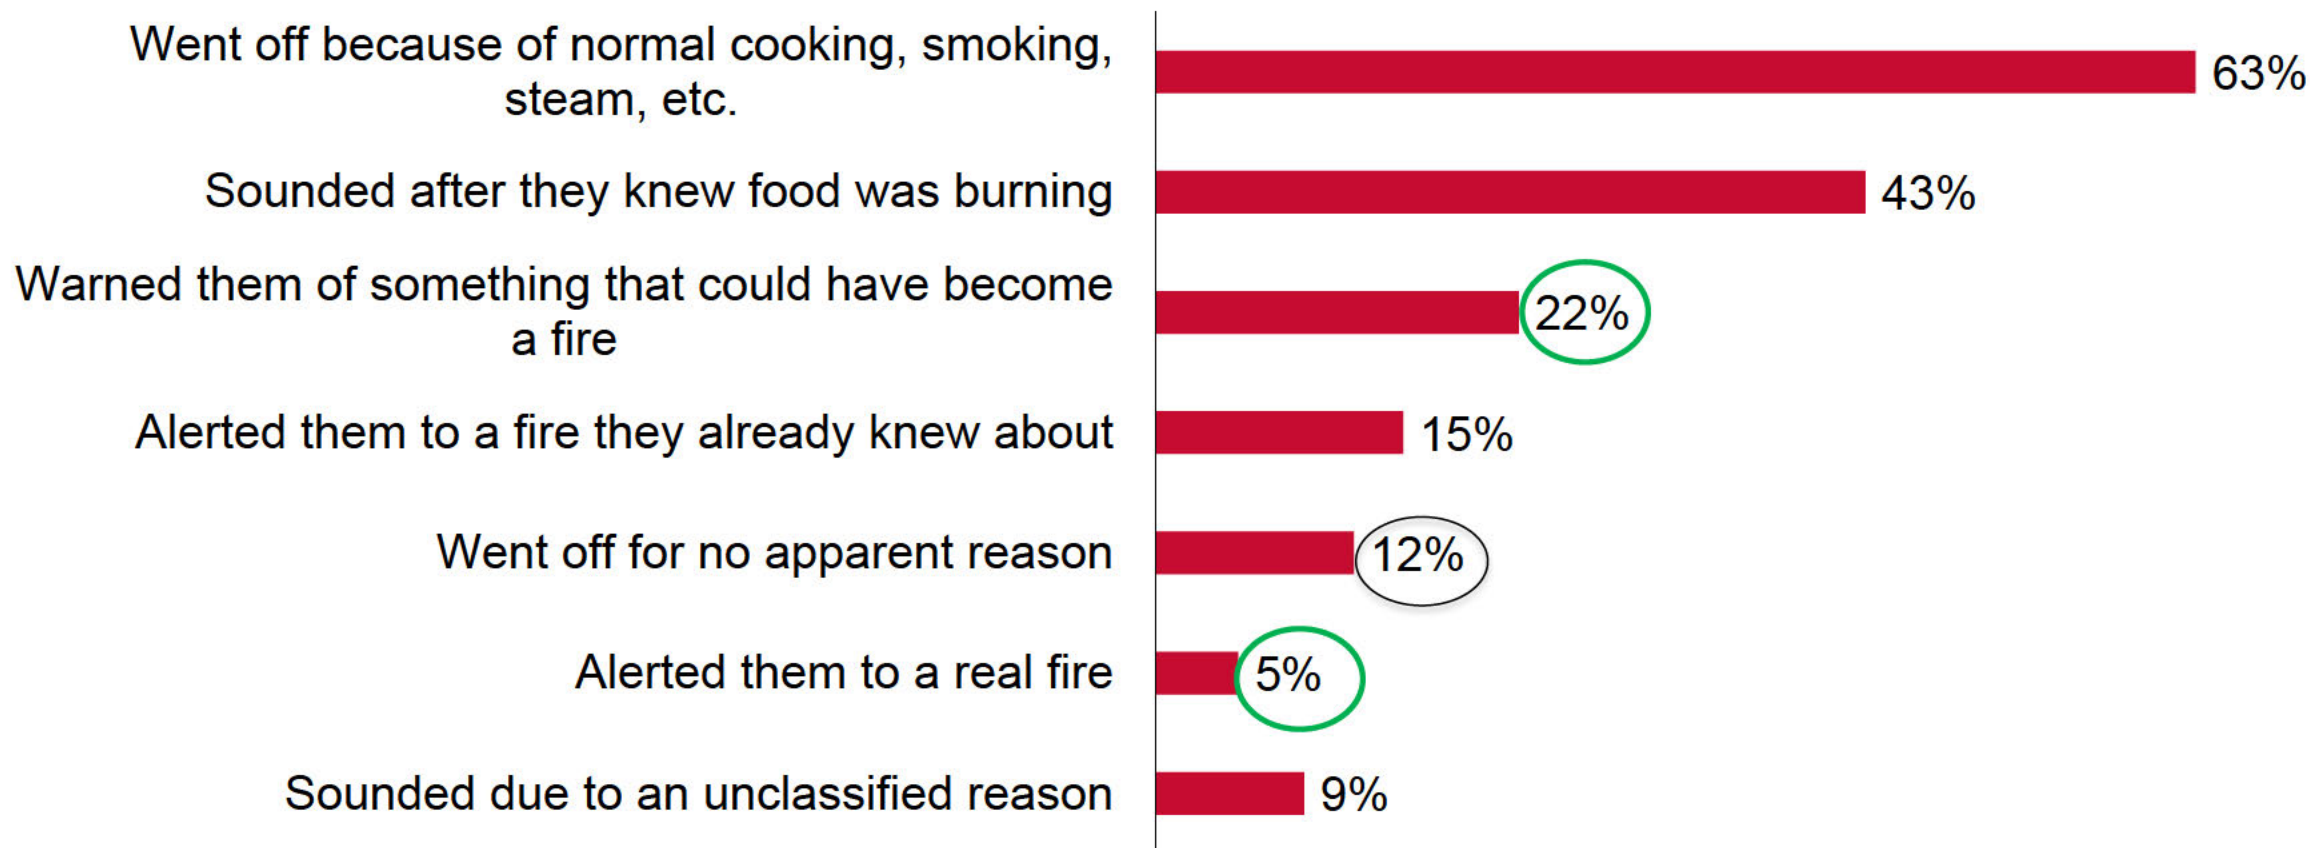 Went off because of normal cooking, smoking,
steam, etc.
63%
Sounded after they knew food was burning
43%
Warned them of something that could have become
a fire
22%
Alerted them to a fire they already knew about
15%
Went off for no apparent reason
12%
Alerted them to a real fire
5%
Sounded due to an unclassified reason
9%